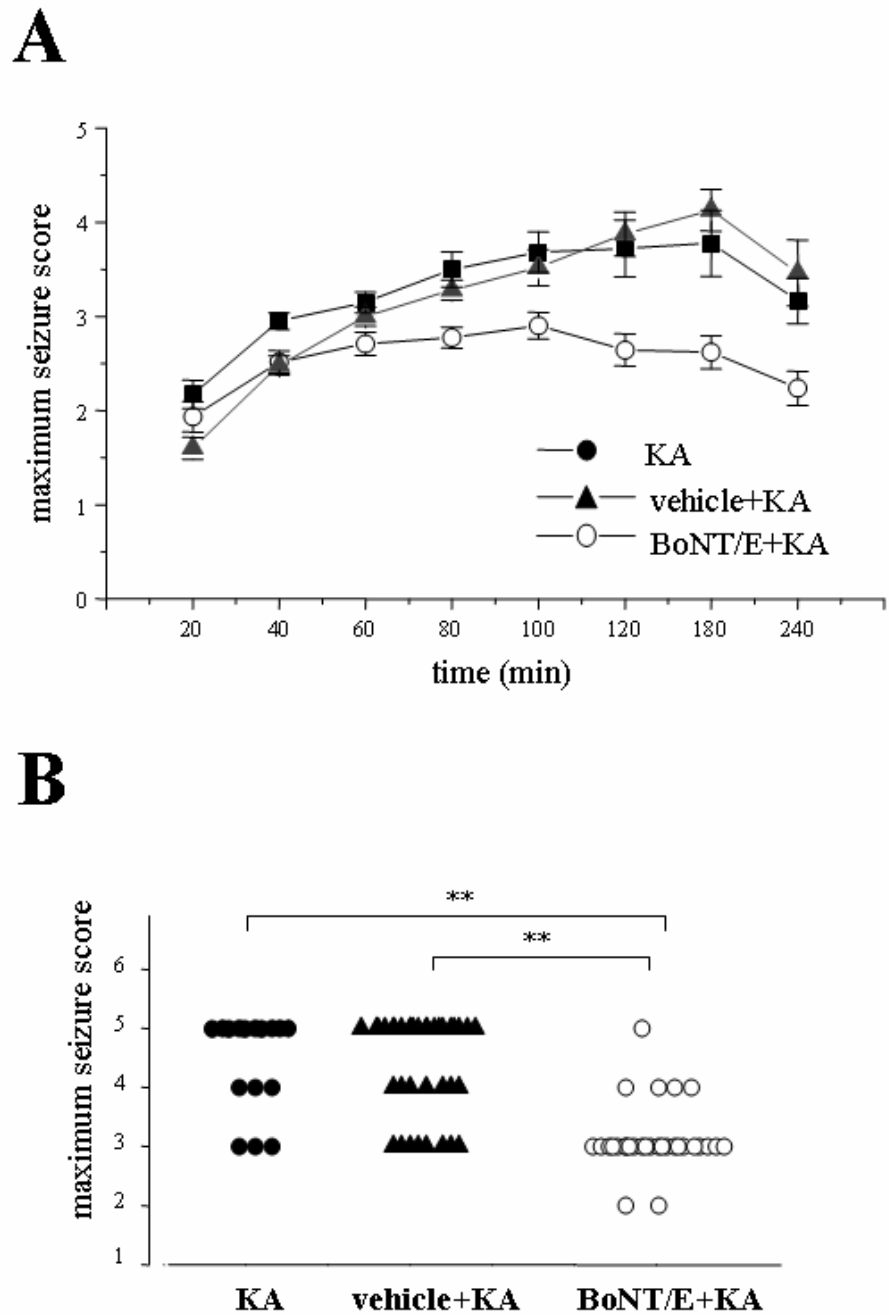 A
5
4
3
2
1
0
maximum seizure score
KA
vehicle+KA
BoNT/E+KA
20 40 60 80 100 120 180 240
time (min)
B
**
**
6
5
4
3
2
1
maximum seizure score
KA vehicle+KA BoNT/E+KA